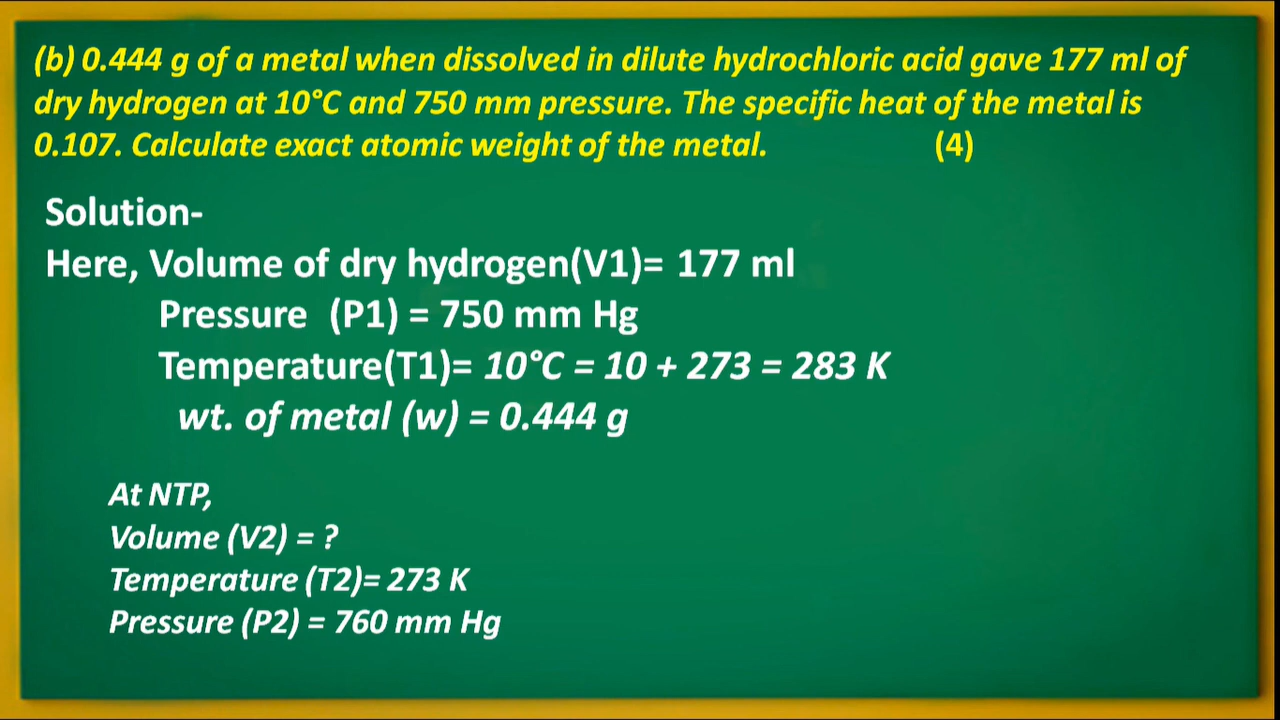 (b) 0.444 g of a metal when dissolved in dilute hydrochloric acid gave 177 ml of
dry hydrogen at 10°C and 750 mm pressure. The specific heat of the metal is
0.107. Calculate exact atomic weight of the metal. (4)
Solution-
Here, Volume of dry hydrogen(V1)= 177 ml
Pressure (P1) = 750 mm Hg
Temperature(T1)= 10°C = 10 + 273 = 283 K
wt. of metal (w) = 0.444 g
At NTP,
Volume (V2) = ?
Temperature (T2)= 273 K
Pressure (P2) = 760 mm Hg